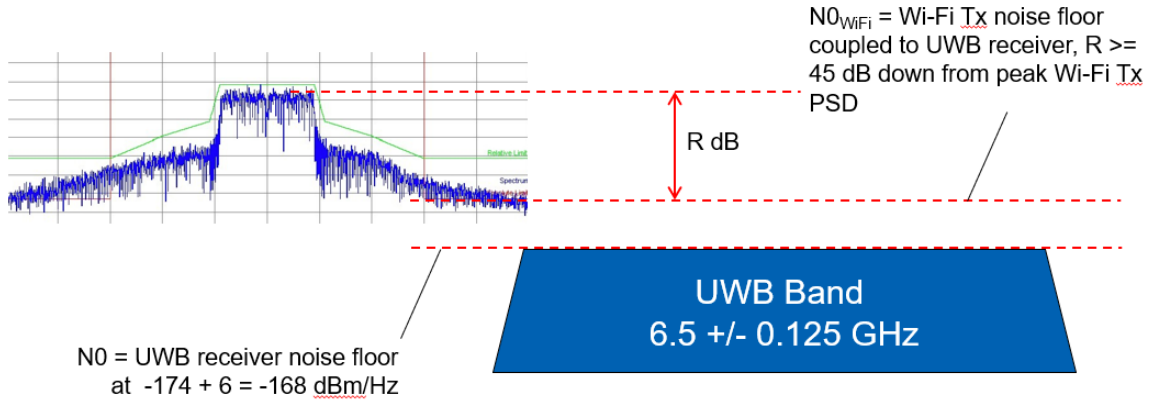 N0WiFi = Wi-Fi Tx noise floor
coupled to UWB receiver, R >=
45 dB down from peak Wi-Fi Tx
PSD
R dB
Relative Limit
Spectrum
UWB Band
6.5 +/- 0.125 GHz
N0 = UWB receiver noise floor
at -174 + 6 = -168 dBm/Hz